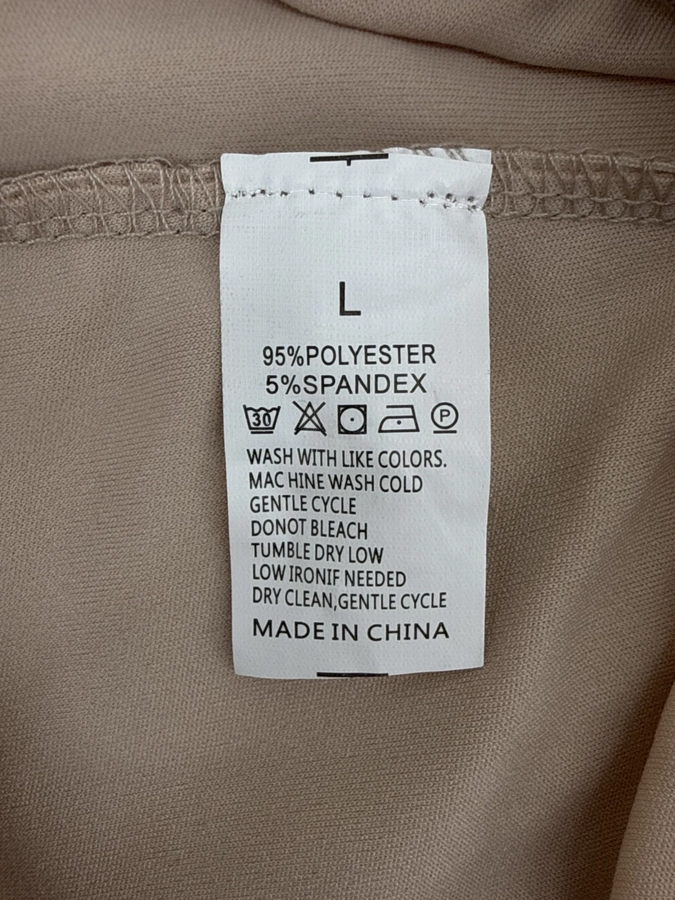 L
95%POLYESTER
5%SPANDEX
30 P
WASH WITH LIKE COLORS.
MAC HINE WASH COLD
GENTLE CYCLE
DONOT BLEACH
TUMBLE DRY LOW
LOW IRONIF NEEDED
DRY CLEAN,GENTLE CYCLE
MADE IN CHINA